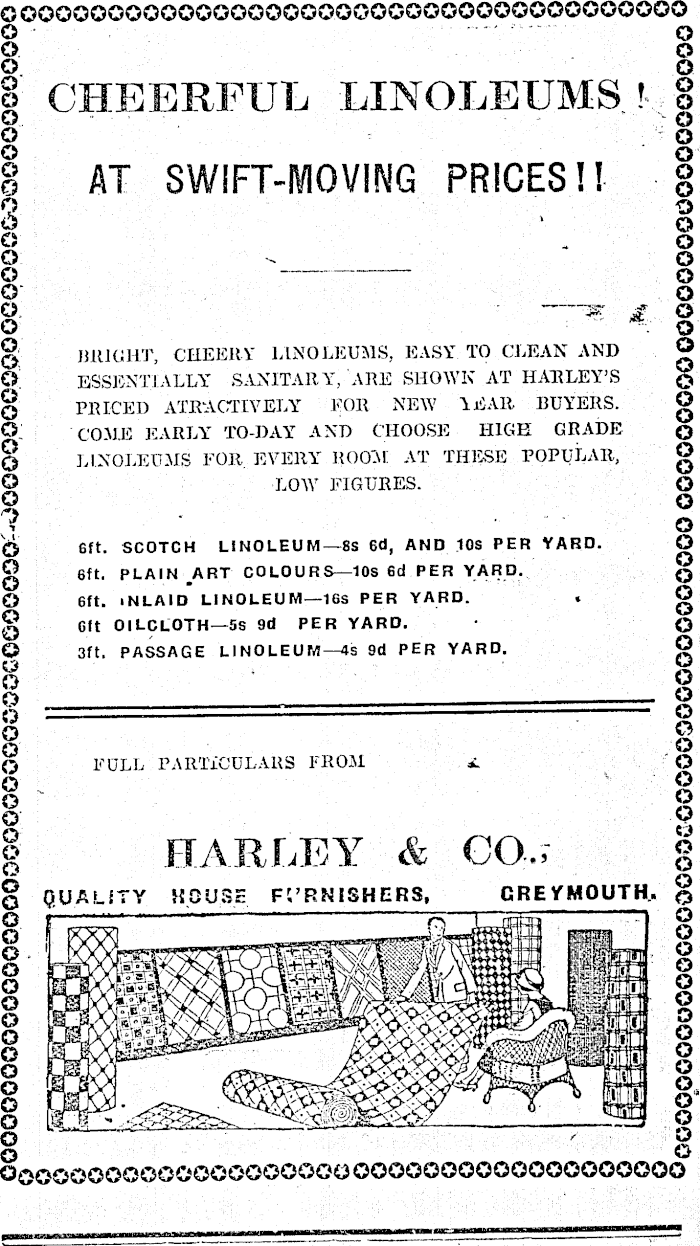 CHEERFUL LINOLEUMS!
AT SWIFT-MOVING PRICES!!
BRIGHT, CHEERY LINOLEUMS, EASY TO CLEAN AND
ESSENTIALLY SANITARY, ARE SHOWN AT HARLEY'S
PRICED ATRACTIVELY FOR NEW YEAR BUYERS.
COME EARLY TO-DAY AND CHOOSE HIGH GRADE
LINOLEUMS FOR EVERY ROOM AT THESE POPULAR,
LOW FIGURES.
6ft. SCOTCH LINOLEUM—8s 6d, AND 10s PER YARD.
6ft. PLAIN ART COLOURS—10s 6d PER YARD.
6ft. INLAID LINOLEUM—16s PER YARD.
6ft OILCLOTH—5s 9d PER YARD.
3ft. PASSAGE LINOLEUM—4s 9d PER YARD.
FULL PARTICULARS FROM
HARLEY & CO.,
QUALITY HOUSE FURNISHERS, GREYMOUTH.